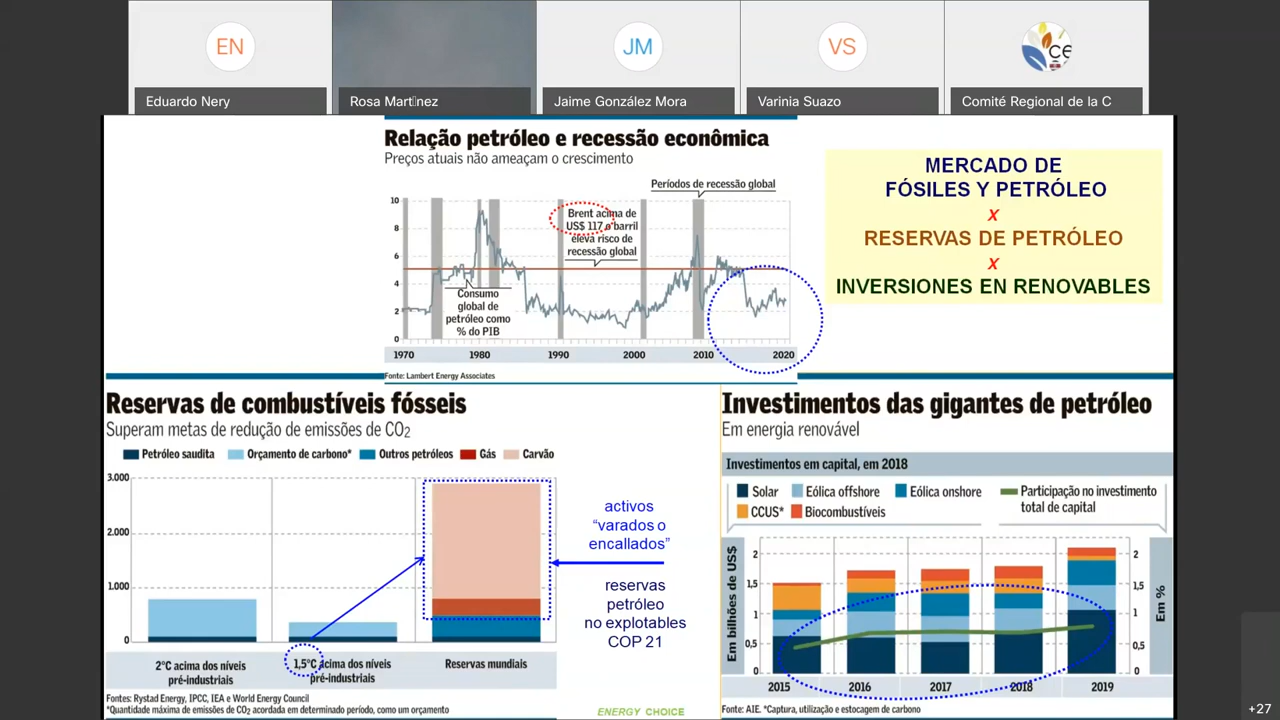 EN
JM
VS
CE
Eduardo Nery
Jaime González Mora
Varinia Suazo
Comité Regional de la C
Relação petróleo e recessão econômica
Preços atuais não ameaçam o crescimento
Períodos de recessão global
10
8
6
4
2
0
Brent acima de
US$ 117 o barril
eleva risco de
recessão global
Consumo
global de
petróleo como
% do PIB
1970
1980
1990
2000
2010
2020
Fonte: Lambert Energy Associates
MERCADO DE
FÓSILES Y PETRÓLEO
x
RESERVAS DE PETRÓLEO
x
INVERSIONES EN RENOVABLES
Reservas de combustíveis fósseis
Superam metas de redução de emissões de CO2
Petróleo saudita
Orçamento de carbono*
Outros petróleos
Gás
Carvão
3.000
2.000
1.000
0
2°C acima dos níveis
pré-industriais
1,5°C acima dos níveis
pré-industriais
Reservas mundiais
Fontes: Rystad Energy, IPCC, IEA e World Energy Council
*Quantidade máxima de emissões de CO2 acordada em determinado período, como um orçamento
activos
“varados o
encallados”
reservas
petróleo
no explotables
COP 21
ENERGY CHOICE
Investimentos das gigantes de petróleo
Em energia renovável
Investimentos em capital, em 2018
Solar
Eólica offshore
Eólica onshore
CCUS*
Biocombustíveis
Participação no investimento
total de capital
Em bilhões de US$
2
1,5
1
0,5
0
2
1,5
1
0,5
0
Em %
2015
2016
2017
2018
2019
Fonte: AIE. *Captura, utilização e estocagem de carbono
+27